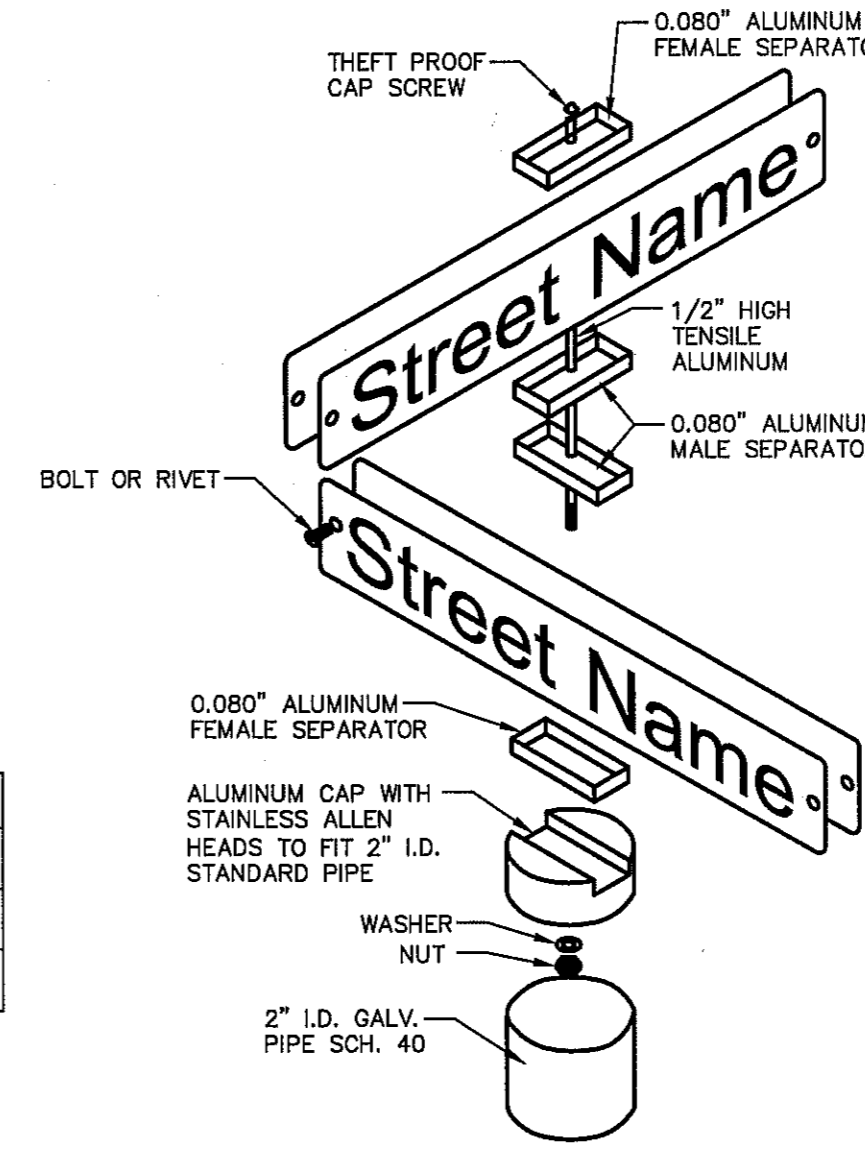 0.080" ALUMINUM
FEMALE SEPARATO
THEFT PROOF
CAP SCREW
Street Name
1/2" HIGH
TENSILE
ALUMINUM
0.080" ALUMINUM
MALE SEPARATO
BOLT OR RIVET
Street Name
0.080" ALUMINUM
FEMALE SEPARATOR
ALUMINUM CAP WITH
STAINLESS ALLEN
HEADS TO FIT 2" I.D.
STANDARD PIPE
WASHER
NUT
2" I.D. GALV.
PIPE SCH. 40